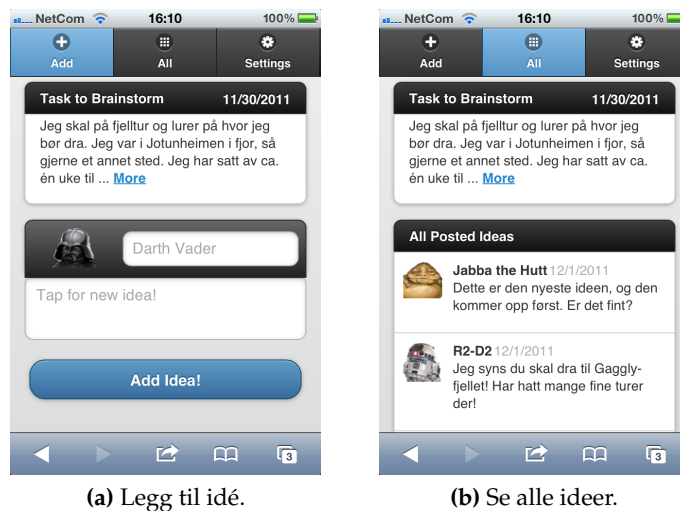 NetCom 16:10 100%
Add All Settings
Task to Brainstorm 11/30/2011
Jeg skal på fjelltur og lurer på hvor jeg
bør dra. Jeg var i Jotunheimen i fjor, så
gjerne et annet sted. Jeg har satt av ca.
én uke til ... More
Darth Vader
Tap for new idea!
Add Idea!
3
(a) Legg til idé.
NetCom 16:10 100%
Add All Settings
Task to Brainstorm 11/30/2011
Jeg skal på fjelltur og lurer på hvor jeg
bør dra. Jeg var i Jotunheimen i fjor, så
gjerne et annet sted. Jeg har satt av ca.
én uke til ... More
All Posted Ideas
Jabba the Hutt 12/1/2011
Dette er den nyeste ideen, og den
kommer opp først. Er det fint?
R2-D2 12/1/2011
Jeg syns du skal dra til Gaggly-
fjellet! Har hatt mange fine turer
der!
3
(b) Se alle ideer.